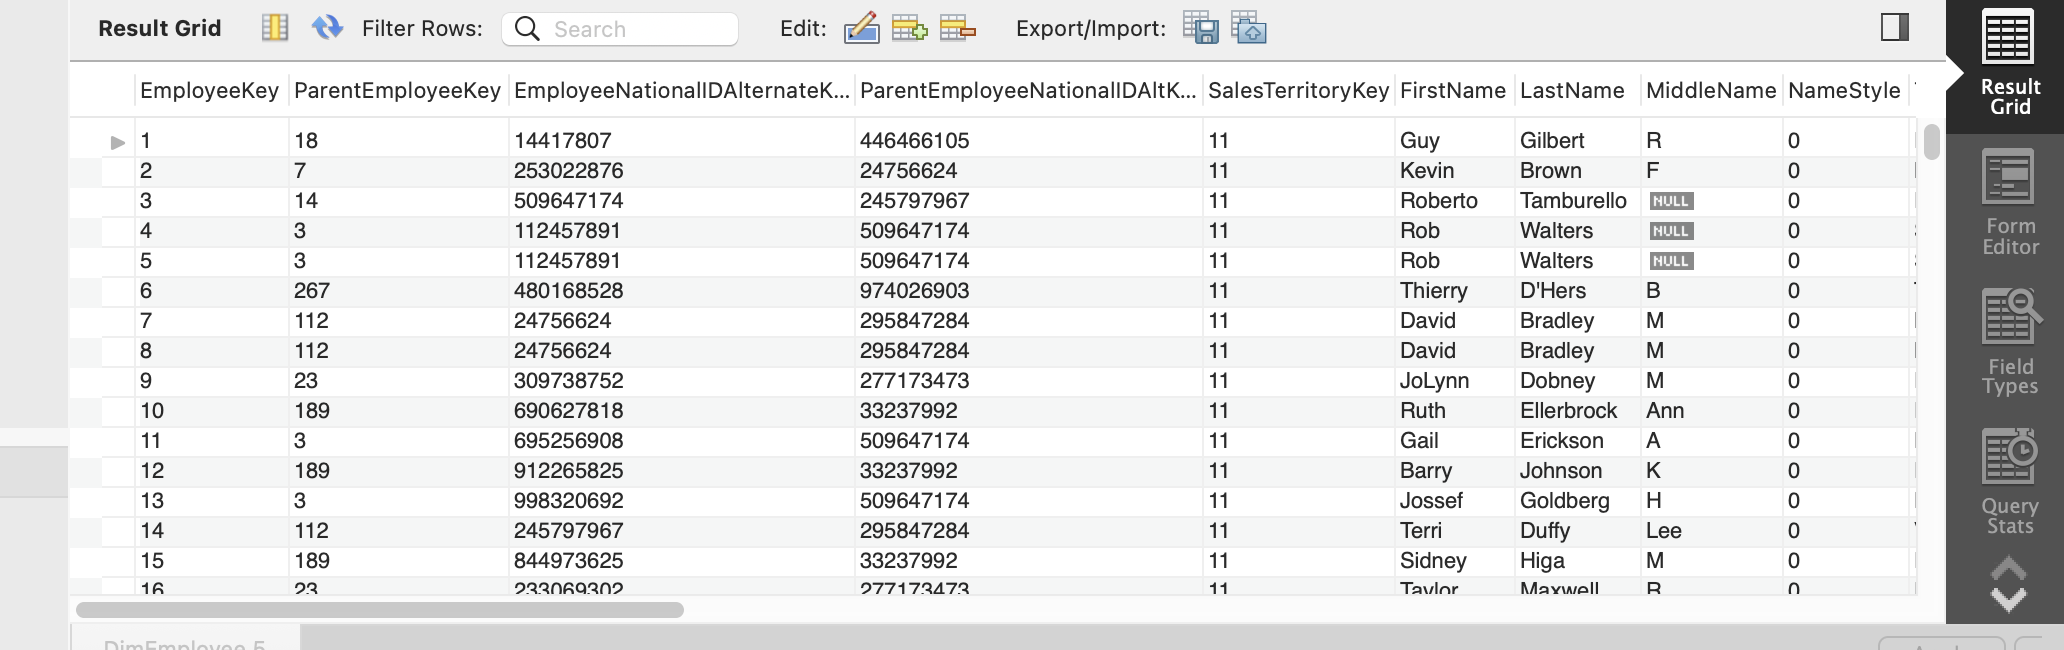 Result Grid Filter Rows: Search Edit: Export/Import:
EmployeeKey ParentEmployeeKey EmployeeNationalIDAlternateK... ParentEmployeeNationalIDAltK... SalesTerritoryKey FirstName LastName MiddleName NameStyle
1 18 14417807 446466105 11 Guy Gilbert R 0
2 7 253022876 24756624 11 Kevin Brown F 0
3 14 509647174 245797967 11 Roberto Tamburello NULL 0
4 3 112457891 509647174 11 Rob Walters NULL 0
5 3 112457891 509647174 11 Rob Walters NULL 0
6 267 480168528 974026903 11 Thierry D'Hers B 0
7 112 24756624 295847284 11 David Bradley M 0
8 112 24756624 295847284 11 David Bradley M 0
9 23 309738752 277173473 11 JoLynn Dobney M 0
10 189 690627818 33237992 11 Ruth Ellerbrock Ann 0
11 3 695256908 509647174 11 Gail Erickson A 0
12 189 912265825 33237992 11 Barry Johnson K 0
13 3 998320692 509647174 11 Jossef Goldberg H 0
14 112 245797967 295847284 11 Terri Duffy Lee 0
15 189 844973625 33237992 11 Sidney Higa M 0
16 23 233069302 277173473 11 Taylor Maxwell R 0
DimEmployee 5
Result
Grid
Form
Editor
Field
Types
Query
Stats